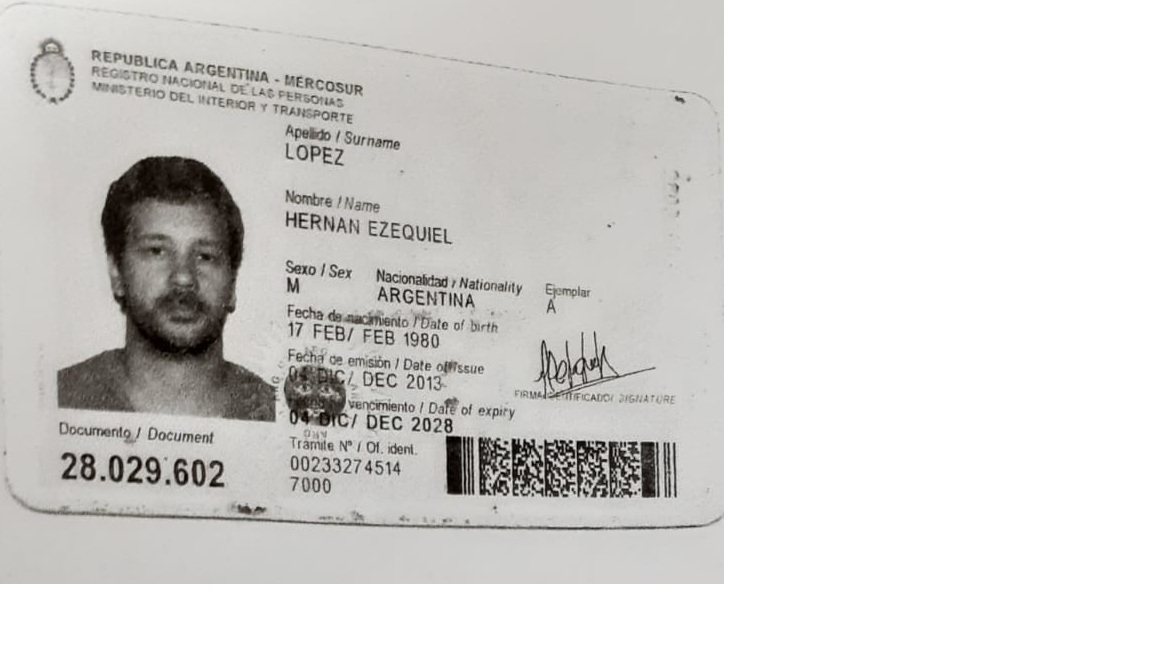 REPUBLICA ARGENTINA - MERCOSUR
REGISTRO NACIONAL DE LAS PERSONAS
MINISTERIO DEL INTERIOR Y TRANSPORTE
Apellido / Surname
LOPEZ
Nombre / Name
HERNAN EZEQUIEL
Sexo / Sex Nacionalidad / Nationality Ejemplar
M ARGENTINA A
Fecha de nacimiento / Date of birth
17 FEB/ FEB 1980
Fecha de emisión / Date of issue
04 DIC/ DEC 2013
vencimiento / Date of expiry
04 DIC/ DEC 2028
FIRMA IDENTIFICADO/ SIGNATURE
Documento / Document
28.029.602
Trámite Nº / Of. ident.
00233274514
7000